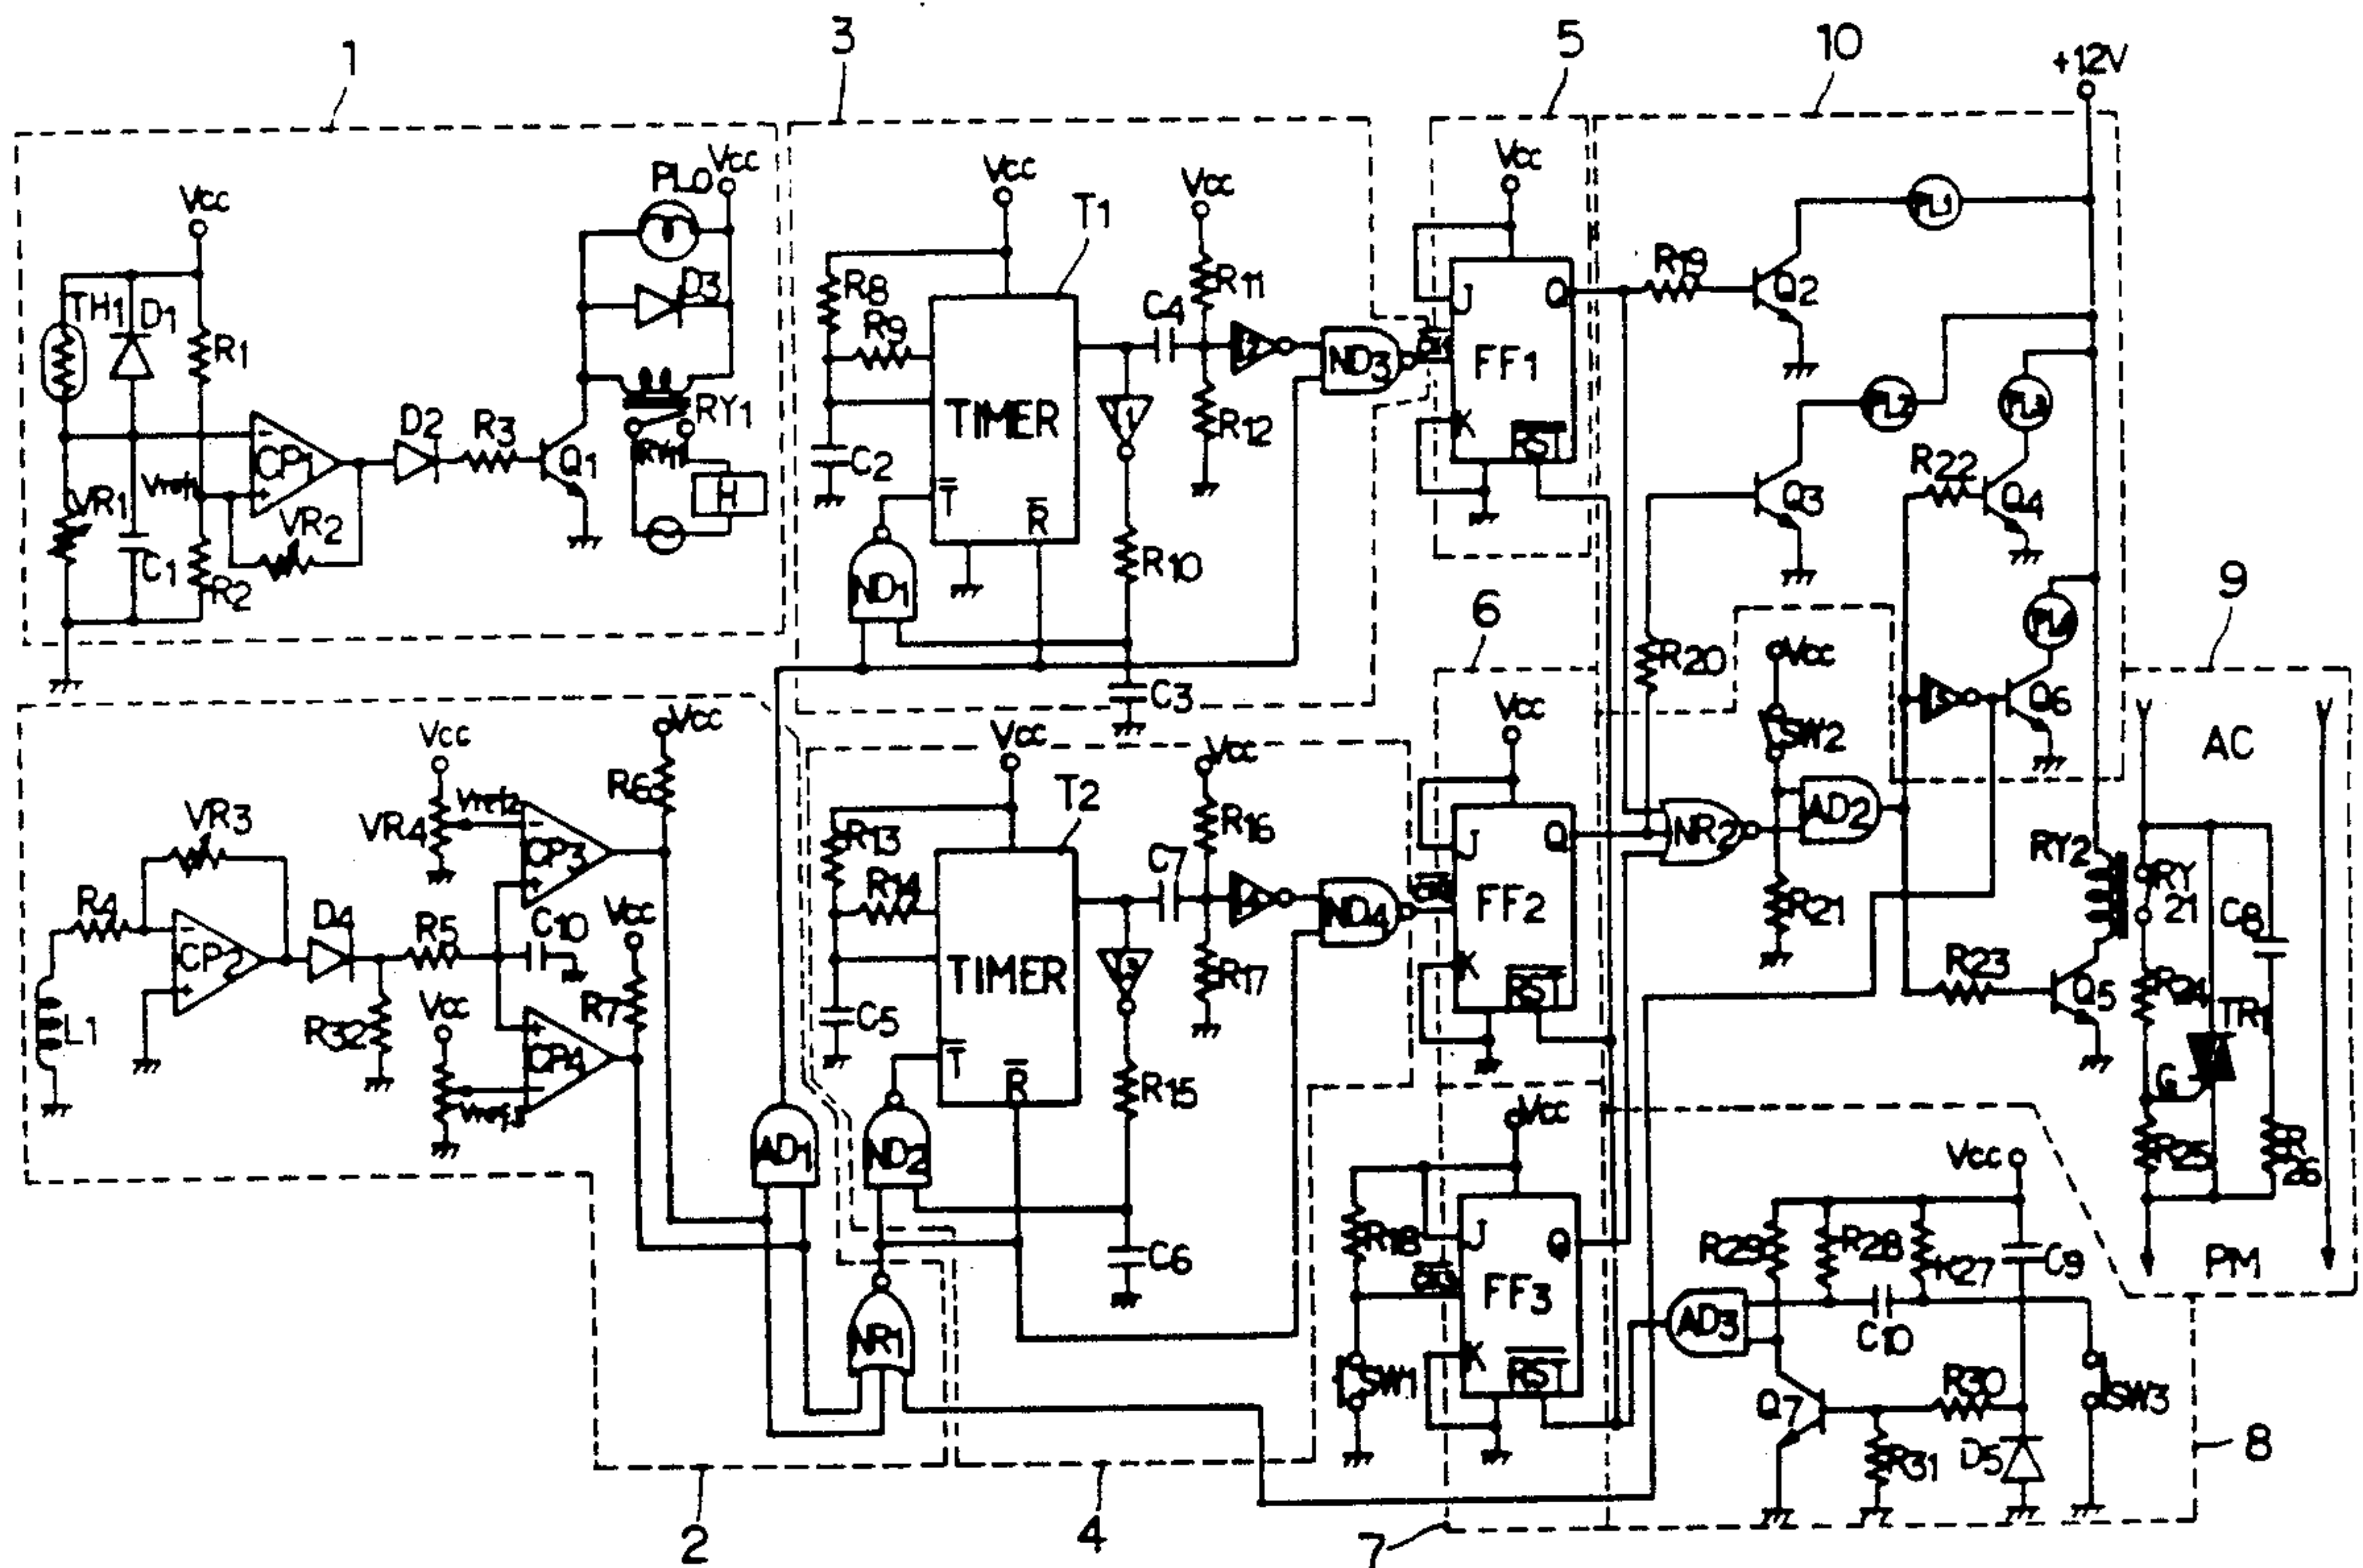 1
3
5
10
+12V
Vcc
PL0
Vcc
TH1
D1
R1
D3
RY1
D2
R3
CP1
Q1
H
VR1
VR2
C1
R2
Vcc
T1
Vcc
R8
R9
C4
R11
R12
TIMER
C2
T
R
ND1
ND3
R10
C3
Vcc
J
Q
FF1
K
RST
R19
Q2
PL1
Q3
R22
Q4
R20
Q6
6
9
AC
Vcc
SW2
AD2
NR2
R21
RY2
RY
21
C8
R23
Q5
R24
TR1
G
R25
R
26
PM
Vcc
Vcc
VR4
Vref2
R6
CP3
VR3
R4
CP2
D4
R5
C10
Vcc
R7
L1
R32
Vcc
CP4
Vref3
Vcc
T2
Vcc
R13
R14
C7
R16
R17
TIMER
C5
T
R
AD1
ND2
ND4
R15
C6
NR1
Vcc
J
Q
FF2
K
RST
Vcc
R18
J
Q
FF3
K
RST
SW1
Vcc
R29
R28
R27
C9
AD3
C10
Q7
R30
R31
D5
SW3
8
2
4
7